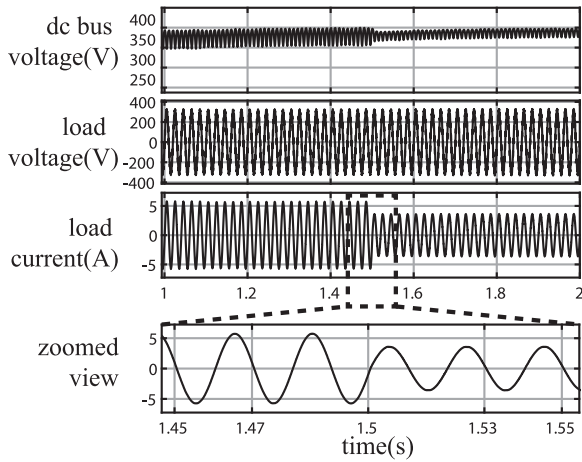 dc bus
voltage(V)
400
350
300
250
load
voltage(V)
400
200
0
-200
-400
load
current(A)
5
0
-5
1
1.2
1.4
1.6
1.8
2
zoomed
view
5
0
-5
1.45
1.47
1.5
1.53
1.55
time(s)